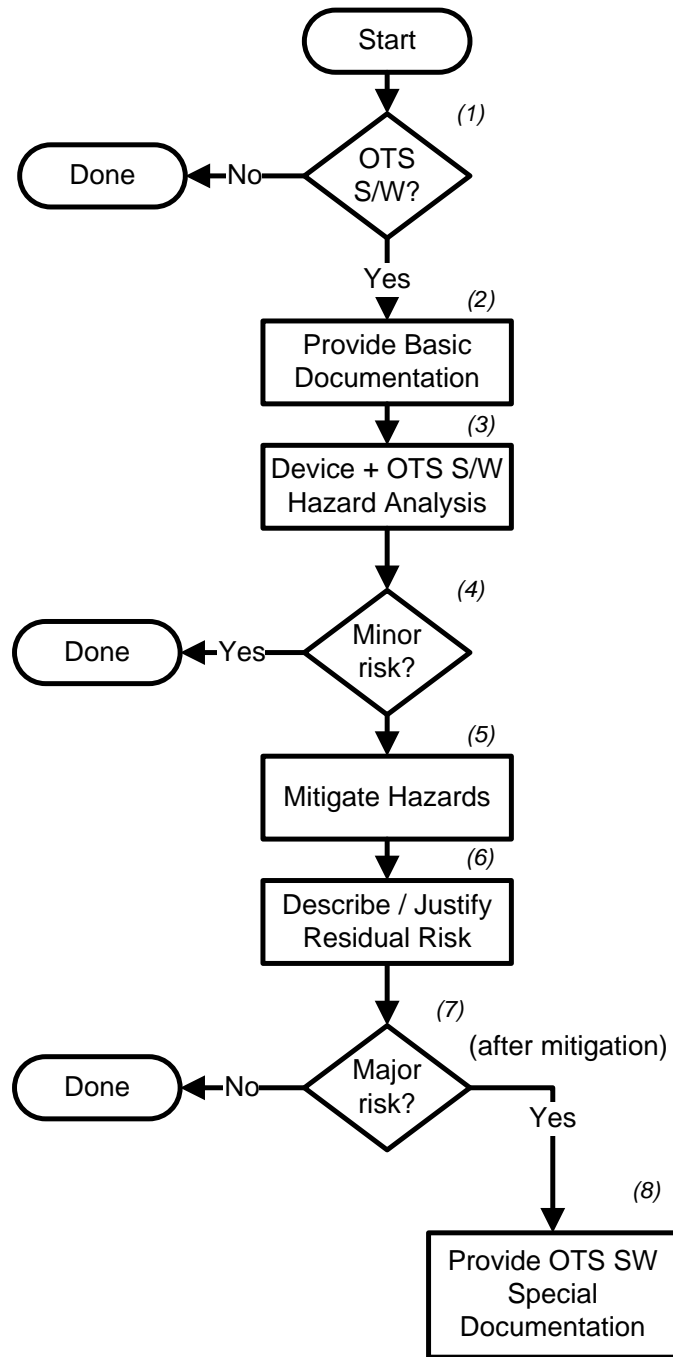 Start
(1)
OTS
S/W?
No
Done
Yes
(2)
Provide Basic
Documentation
(3)
Device + OTS S/W
Hazard Analysis
(4)
Minor
risk?
Yes
Done
(5)
Mitigate Hazards
(6)
Describe / Justify
Residual Risk
(7)
(after mitigation)
Major
risk?
No
Done
Yes
(8)
Provide OTS SW
Special
Documentation